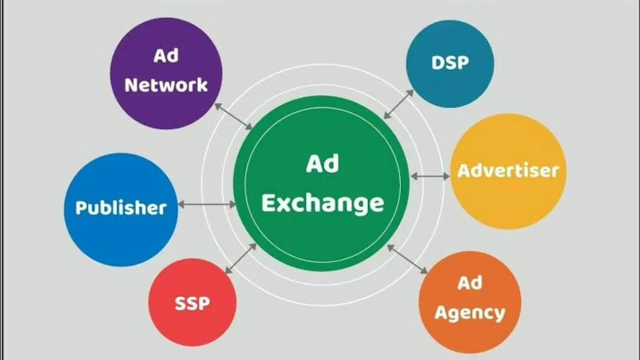 Ad
Network
DSP
Ad
Exchange
Advertiser
Publisher
SSP
Ad
Agency